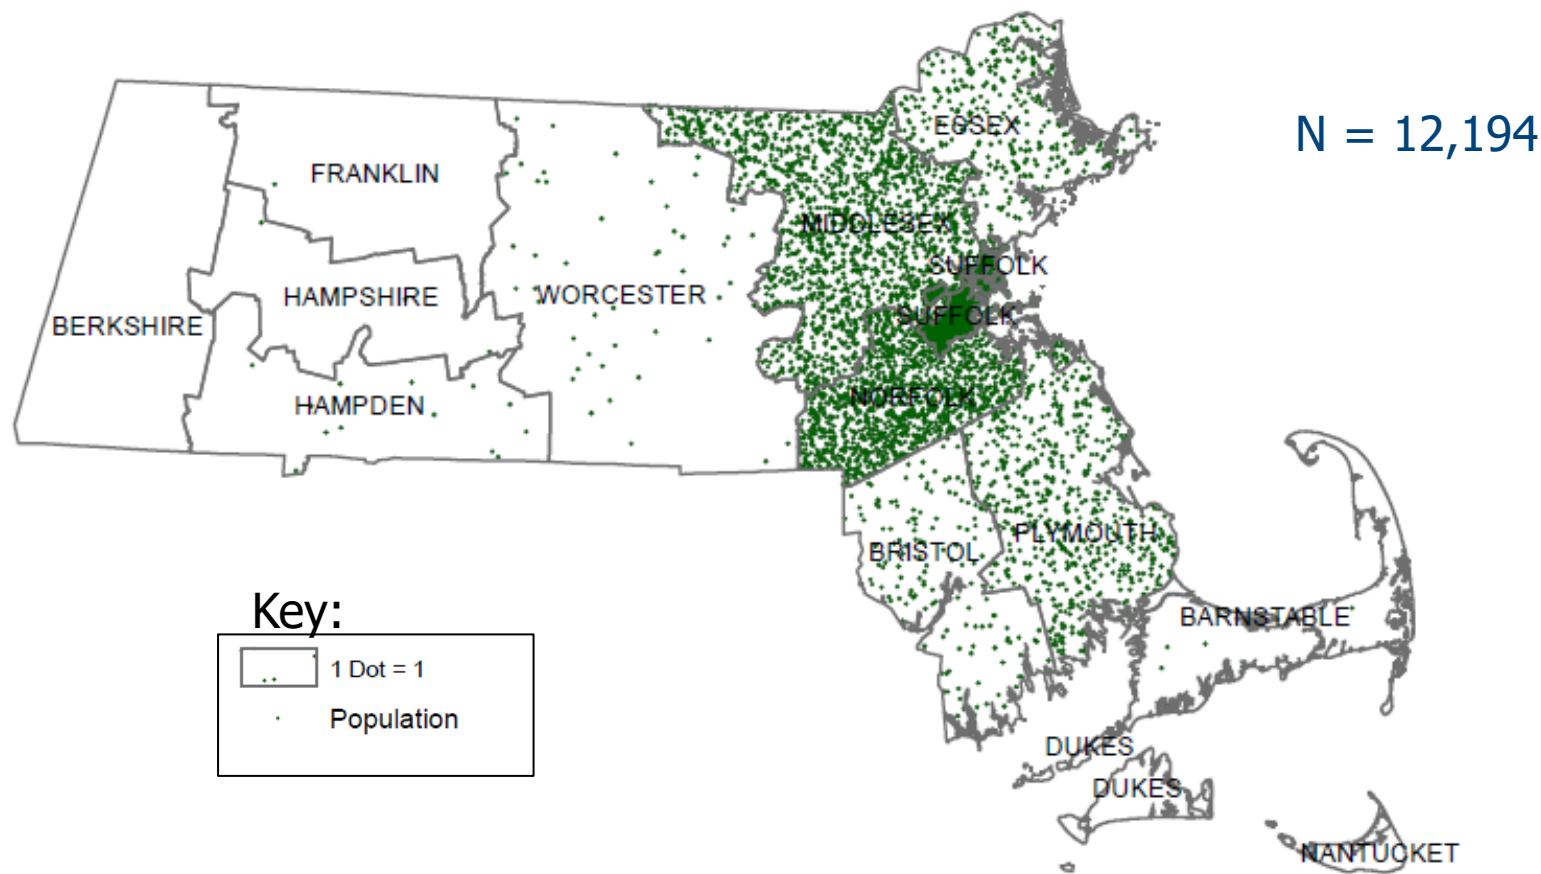 ESSEX
N = 12,194
FRANKLIN
MIDDLESEX
SUFFOLK
HAMPSHIRE
WORCESTER
SUFFOLK
BERKSHIRE
HAMPDEN
NORFOLK
PLYMOUTH
BRISTOL
Key:
BARNSTABLE
1 Dot = 1
Population
DUKES
DUKES
NANTUCKET